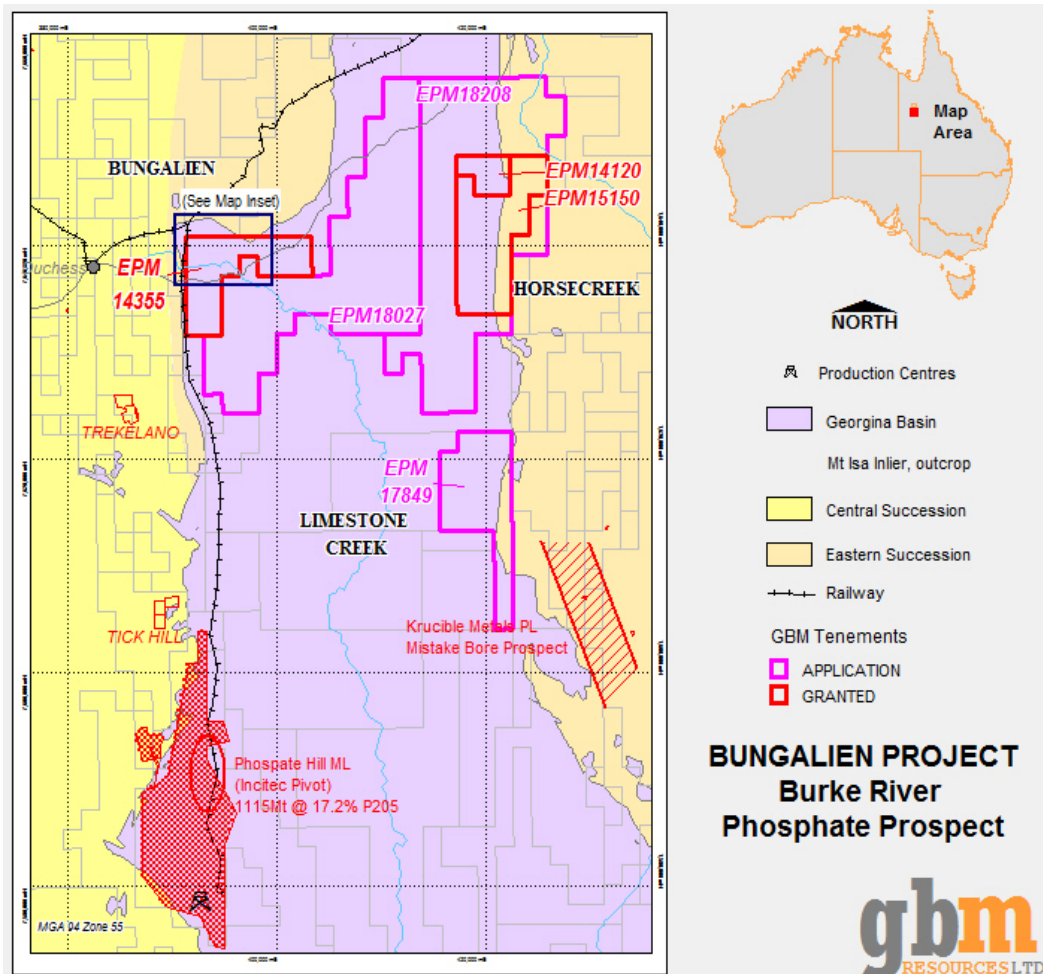 EPM18208
BUNGALIEN
(See Map Inset)
EPM14120
EPM15150
Duchess
EPM
14355
HORSECREEK
EPM18027
TREKELANO
EPM
17849
LIMESTONE
CREEK
TICK HILL
Krucible Metals PL
Mistake Bore Prospect
Phospate Hill ML
(Incitec Pivot)
1115Mt @ 17.2% P205
MGA 94 Zone 55
Map
Area
NORTH
Production Centres
Georgina Basin
Mt Isa Inlier, outcrop
Central Succession
Eastern Succession
Railway
GBM Tenements
APPLICATION
GRANTED
BUNGALIEN PROJECT
Burke River
Phosphate Prospect
gbm
RESOURCES LTD